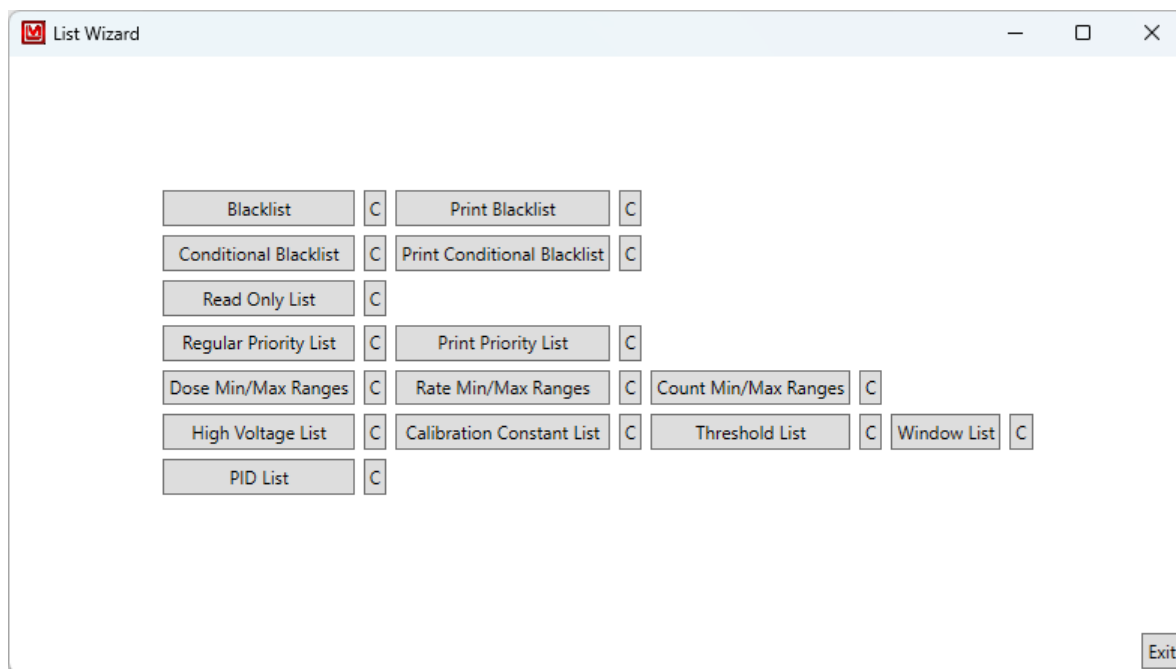 List Wizard
Blacklist C Print Blacklist C
Conditional Blacklist C Print Conditional Blacklist C
Read Only List C
Regular Priority List C Print Priority List C
Dose Min/Max Ranges C Rate Min/Max Ranges C Count Min/Max Ranges C
High Voltage List C Calibration Constant List C Threshold List C Window List C
PID List C
Exit